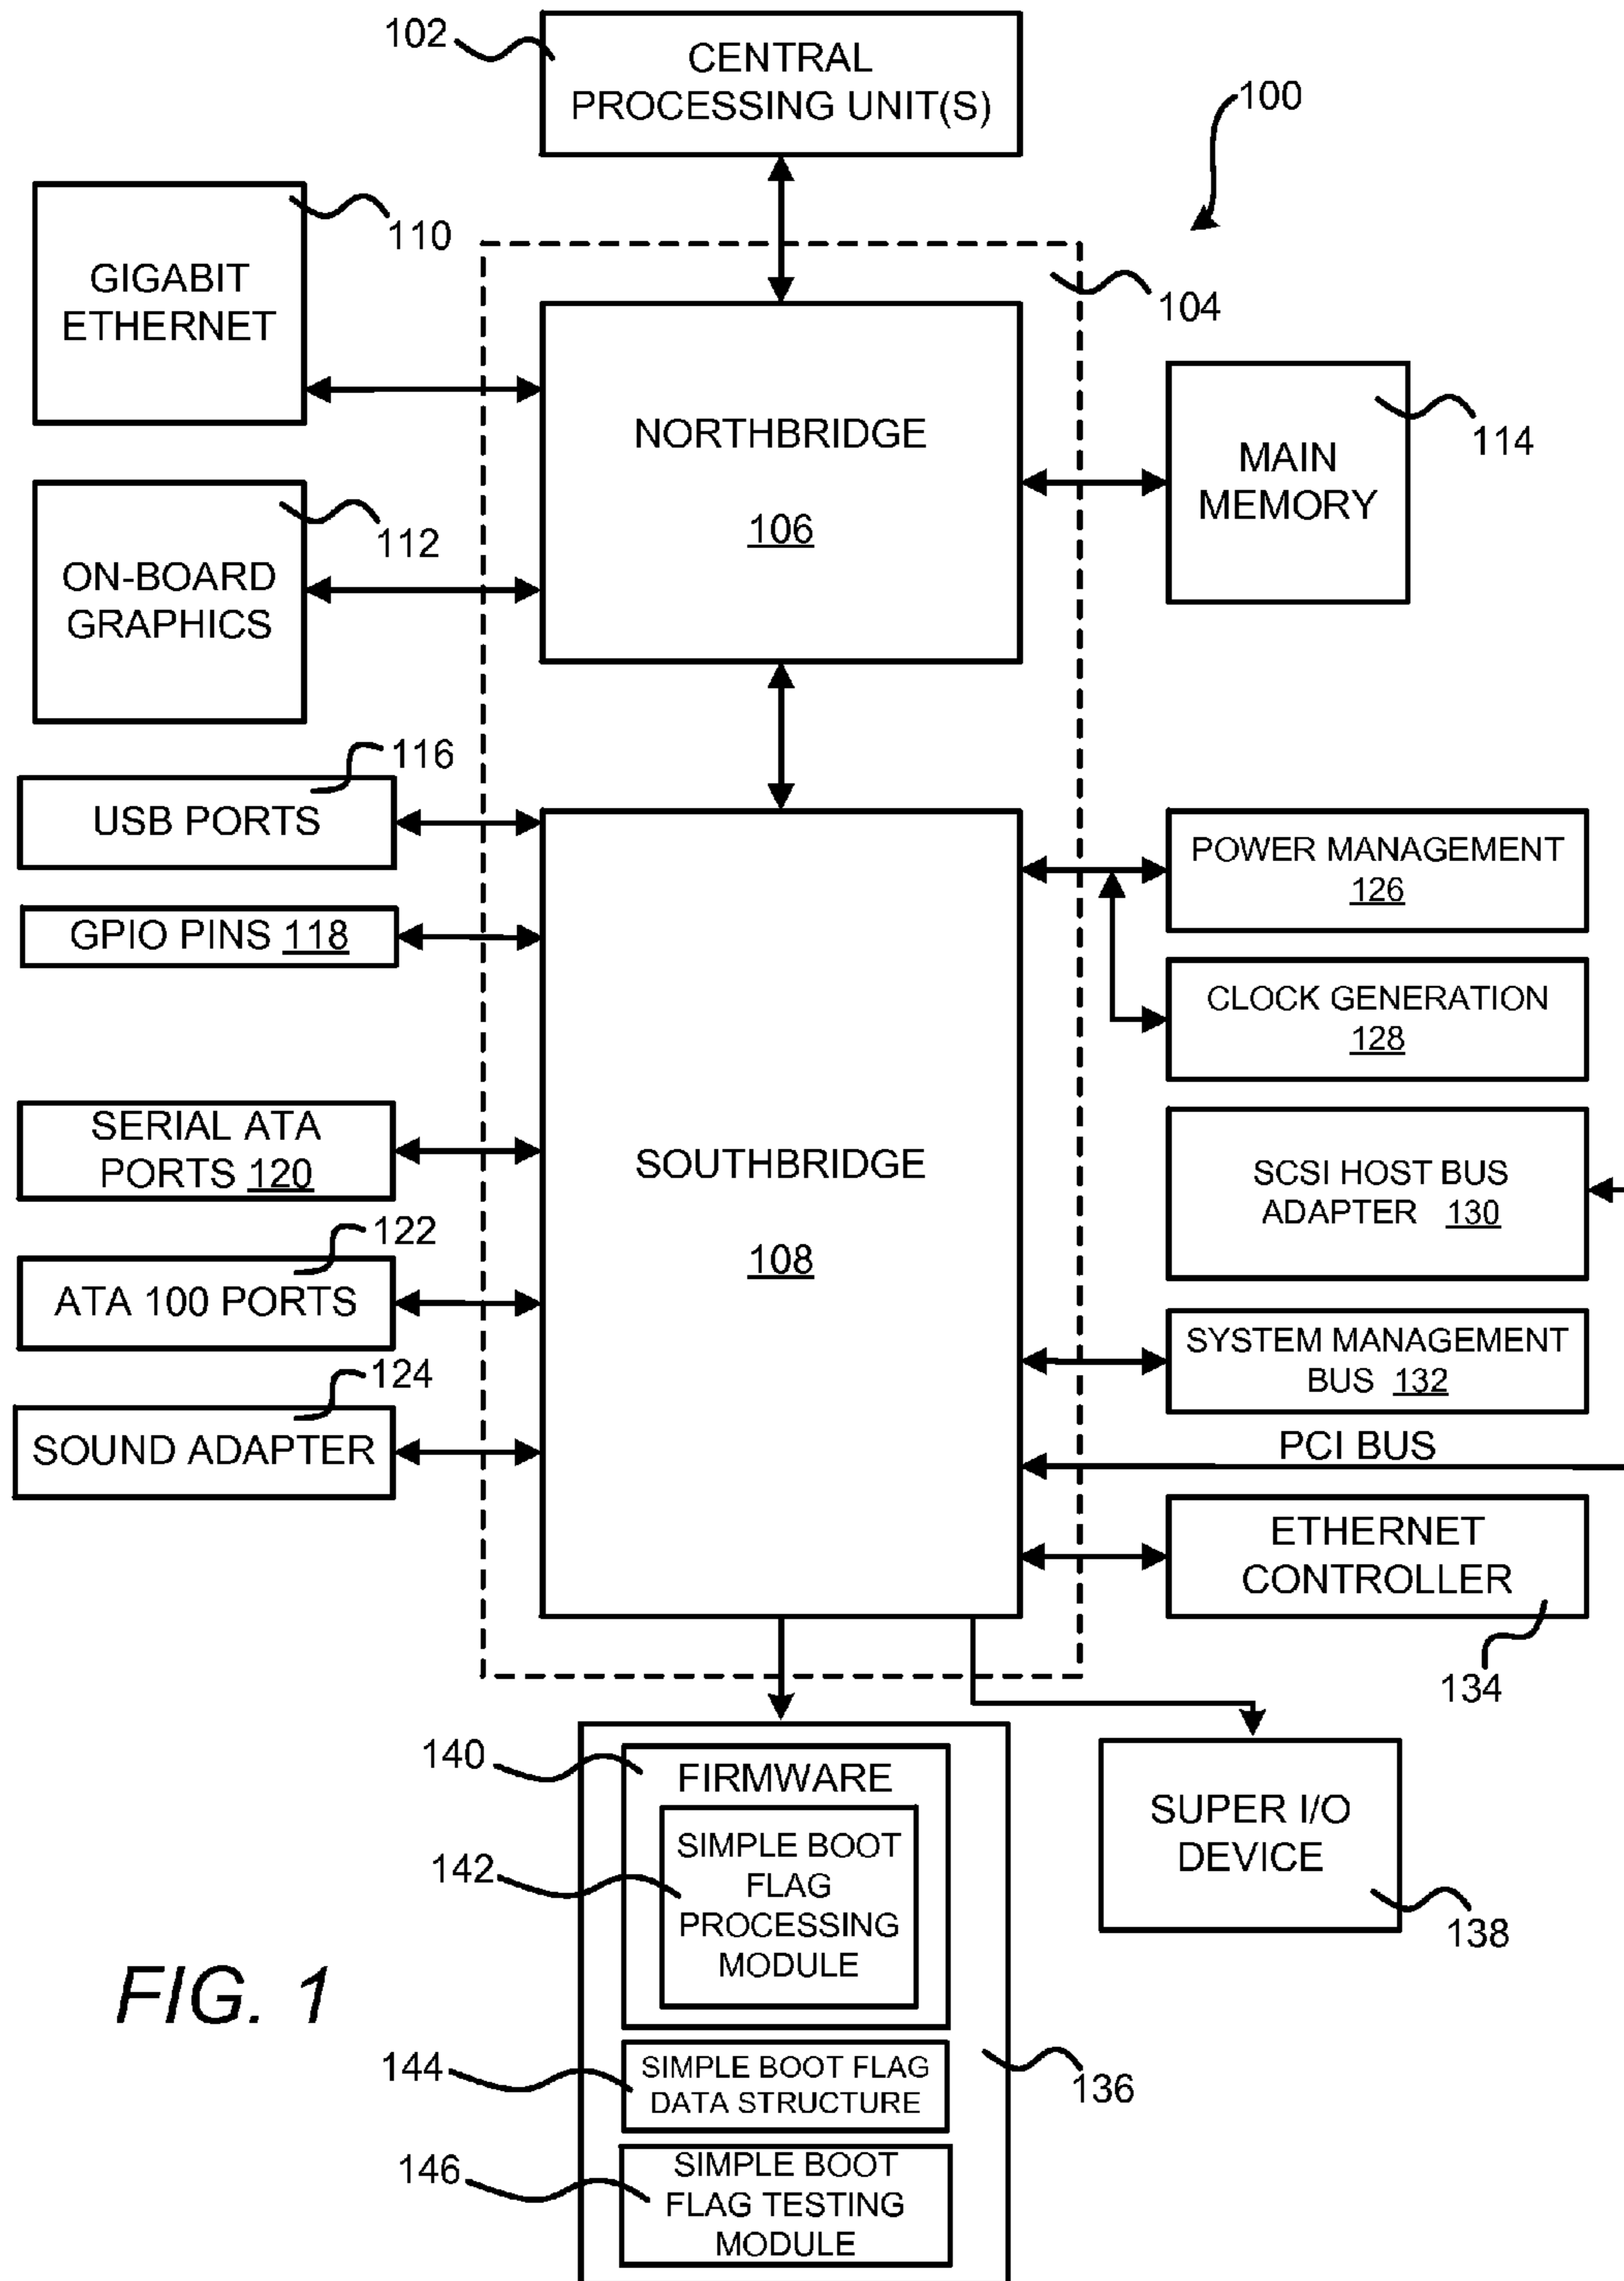 102
CENTRAL
PROCESSING UNIT(S)
100
110
GIGABIT
ETHERNET
104
NORTHBRIDGE
106
MAIN
MEMORY
114
112
ON-BOARD
GRAPHICS
116
USB PORTS
GPIO PINS 118
SERIAL ATA
PORTS 120
122
ATA 100 PORTS
124
SOUND ADAPTER
SOUTHBRIDGE
108
POWER MANAGEMENT
126
CLOCK GENERATION
128
SCSI HOST BUS
ADAPTER 130
SYSTEM MANAGEMENT
BUS 132
PCI BUS
ETHERNET
CONTROLLER
134
140
FIRMWARE
142
SIMPLE BOOT
FLAG
PROCESSING
MODULE
144
SIMPLE BOOT FLAG
DATA STRUCTURE
146
SIMPLE BOOT
FLAG TESTING
MODULE
136
SUPER I/O
DEVICE
138
FIG. 1